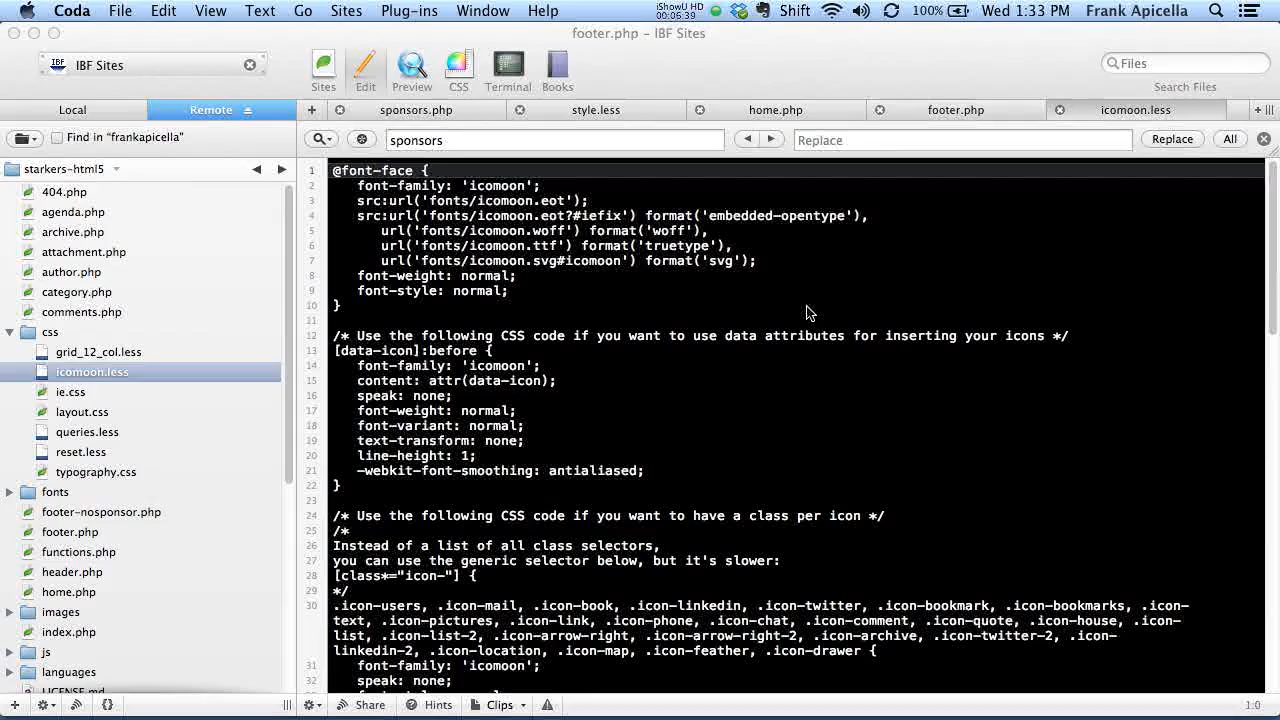 Coda File Edit View Text Go Sites Plug-ins Window Help iShowU HD 00:06:39 Shift 100% Wed 1:33 PM Frank Apicella
footer.php – IBF Sites
IBF IBF Sites
Files
Sites Edit Preview CSS Terminal Books
Search Files
Local Remote + sponsors.php style.less home.php footer.php icomoon.less +
Find in “frankapicella”
sponsors Replace Replace All
starkers-html5
404.php
agenda.php
archive.php
attachment.php
author.php
category.php
comments.php
css
grid_12_col.less
icomoon.less
ie.css
layout.css
queries.less
reset.less
typography.css
fonts
footer-nosponsor.php
footer.php
functions.php
header.php
home.php
images
index.php
js
languages
LICENSE.md
1 @font-face {
2 font-family: 'icomoon';
3 src:url('fonts/icomoon.eot');
4 src:url('fonts/icomoon.eot?#iefix') format('embedded-opentype'),
5 url('fonts/icomoon.woff') format('woff'),
6 url('fonts/icomoon.ttf') format('truetype'),
7 url('fonts/icomoon.svg#icomoon') format('svg');
8 font-weight: normal;
9 font-style: normal;
10 }
11
12 /* Use the following CSS code if you want to use data attributes for inserting your icons */
13 [data-icon]:before {
14 font-family: 'icomoon';
15 content: attr(data-icon);
16 speak: none;
17 font-weight: normal;
18 font-variant: normal;
19 text-transform: none;
20 line-height: 1;
21 -webkit-font-smoothing: antialiased;
22 }
23
24 /* Use the following CSS code if you want to have a class per icon */
25 /*
26 Instead of a list of all class selectors,
27 you can use the generic selector below, but it's slower:
28 [class*="icon-"] {
29 */
30 .icon-users, .icon-mail, .icon-book, .icon-linkedin, .icon-twitter, .icon-bookmark, .icon-bookmarks, .icon-
text, .icon-pictures, .icon-link, .icon-phone, .icon-chat, .icon-comment, .icon-quote, .icon-house, .icon-
list, .icon-list-2, .icon-arrow-right, .icon-arrow-right-2, .icon-archive, .icon-twitter-2, .icon-
linkedin-2, .icon-location, .icon-map, .icon-feather, .icon-drawer {
31 font-family: 'icomoon';
32 speak: none;
Share Hints Clips 1:0